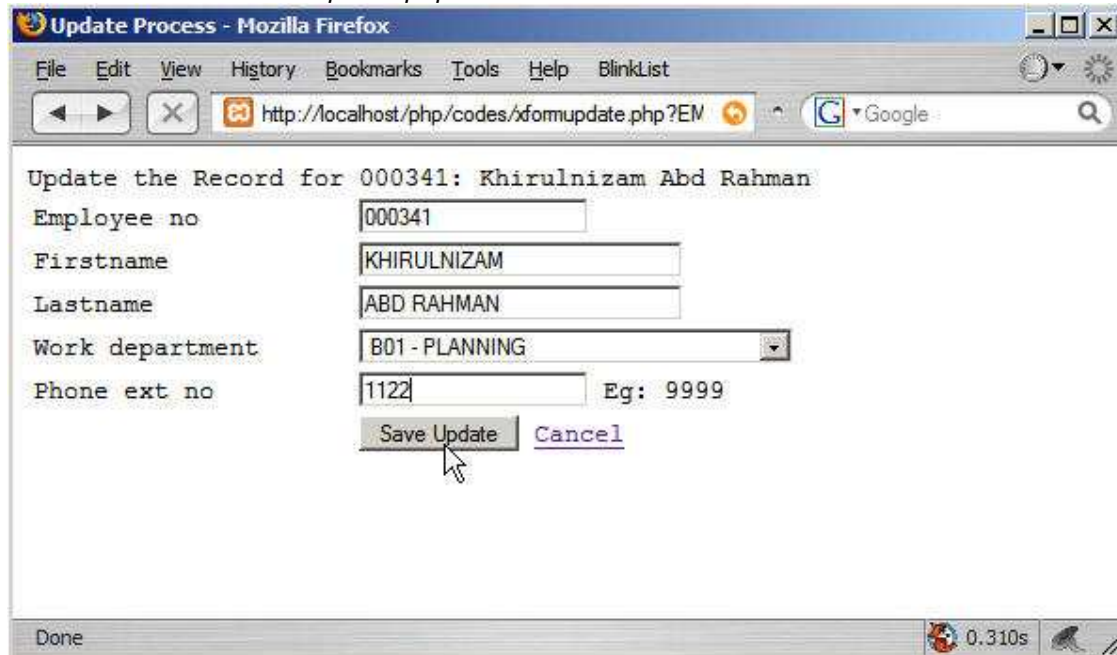 Update Process - Mozilla Firefox
File Edit View History Bookmarks Tools Help BlinkList
http://localhost/php/codes/xformupdate.php?EM G Google
Update the Record for 000341: Khirulnizam Abd Rahman
Employee no 000341
Firstname KHIRULNIZAM
Lastname ABD RAHMAN
Work department B01 - PLANNING
Phone ext no 1122 Eg: 9999
Save Update Cancel
Done 0.310s